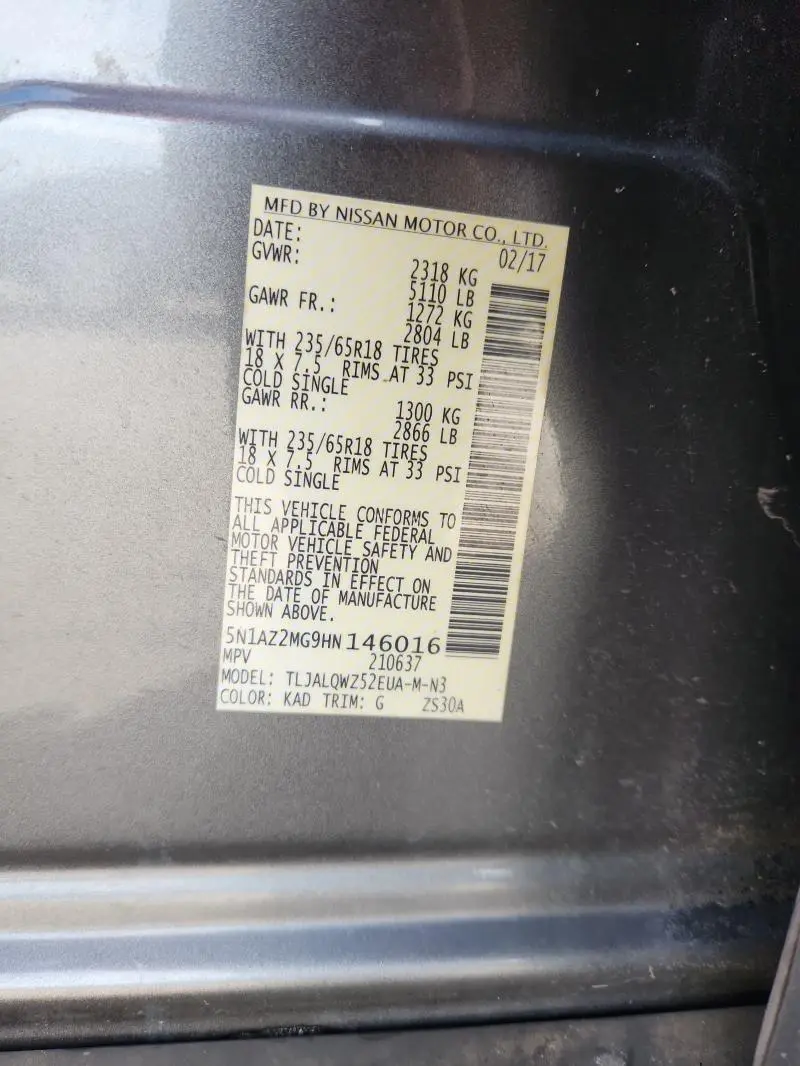 MFD BY NISSAN MOTOR CO., LTD.
DATE: 02/17
GVWR: 2318 KG
5110 LB
GAWR FR.: 1272 KG
2804 LB
WITH 235/65R18 TIRES
18 X 7.5 RIMS AT 33 PSI
COLD SINGLE
GAWR RR.: 1300 KG
2866 LB
WITH 235/65R18 TIRES
18 X 7.5 RIMS AT 33 PSI
COLD SINGLE
THIS VEHICLE CONFORMS TO
ALL APPLICABLE FEDERAL
MOTOR VEHICLE SAFETY AND
THEFT PREVENTION
STANDARDS IN EFFECT ON
THE DATE OF MANUFACTURE
SHOWN ABOVE.
5N1AZ2MG9HN146016
MPV 210637
MODEL: TLJALQWZ52EUA-M-N3
COLOR: KAD TRIM: G ZS30A